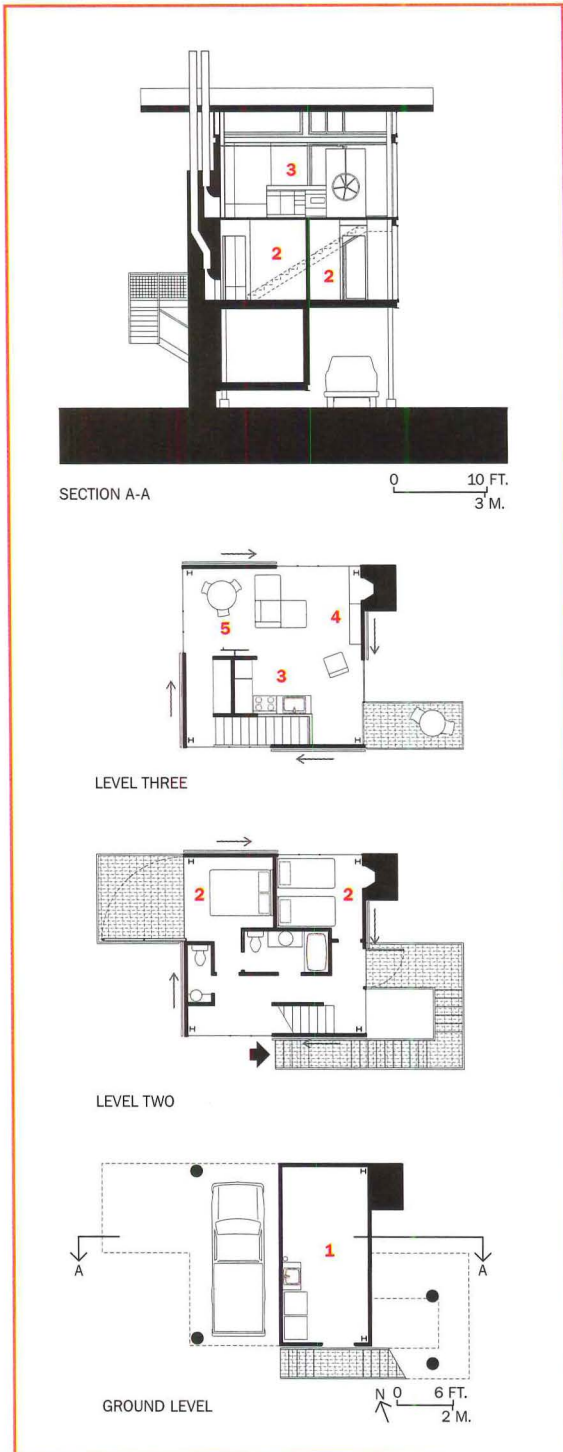 3
2
2
SECTION A-A
0 10 FT.
3 M.
5
4
3
LEVEL THREE
2
2
LEVEL TWO
1
A
A
GROUND LEVEL
N 0 6 FT.
2 M.